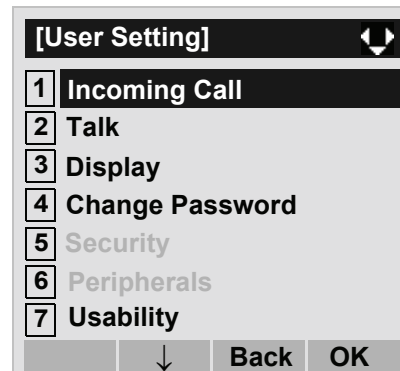 [User Setting]
1 Incoming Call
2 Talk
3 Display
4 Change Password
5 Security
6 Peripherals
7 Usability
↓ Back OK